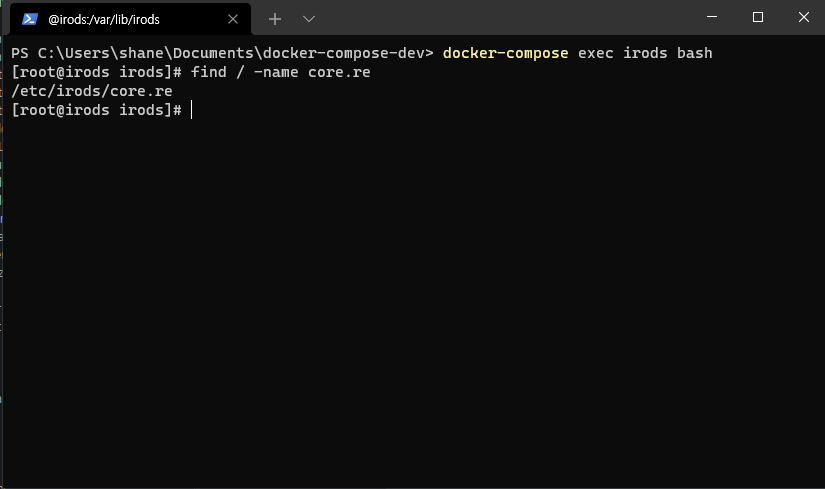 @irods:/var/lib/irods
PS C:\Users\shane\Documents\docker-compose-dev> docker-compose exec irods bash
[root@irods irods]# find / -name core.re
/etc/irods/core.re
[root@irods irods]#